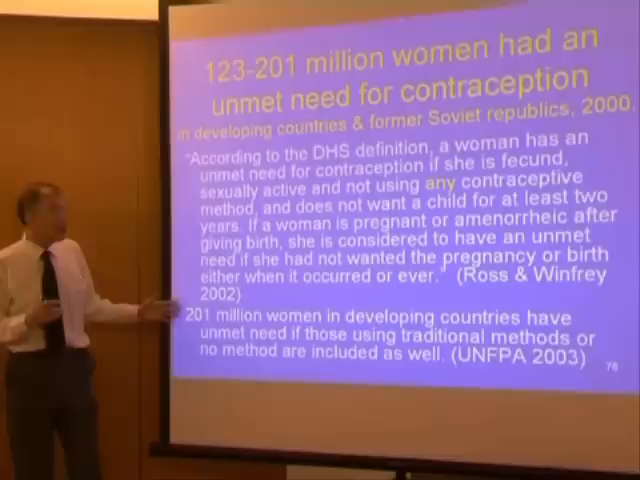 123-201 million women had an
unmet need for contraception
in developing countries & former Soviet republics, 2000.
"According to the DHS definition, a woman has an
unmet need for contraception if she is fecund,
sexually active and not using any contraceptive
method, and does not want a child for at least two
years. If a woman is pregnant or amenorrheic after
giving birth, she is considered to have an unmet
need if she had not wanted the pregnancy or birth
either when it occurred or ever." (Ross & Winfrey
2002)
201 million women in developing countries have
unmet need if those using traditional methods or
no method are included as well. (UNFPA 2003)
76